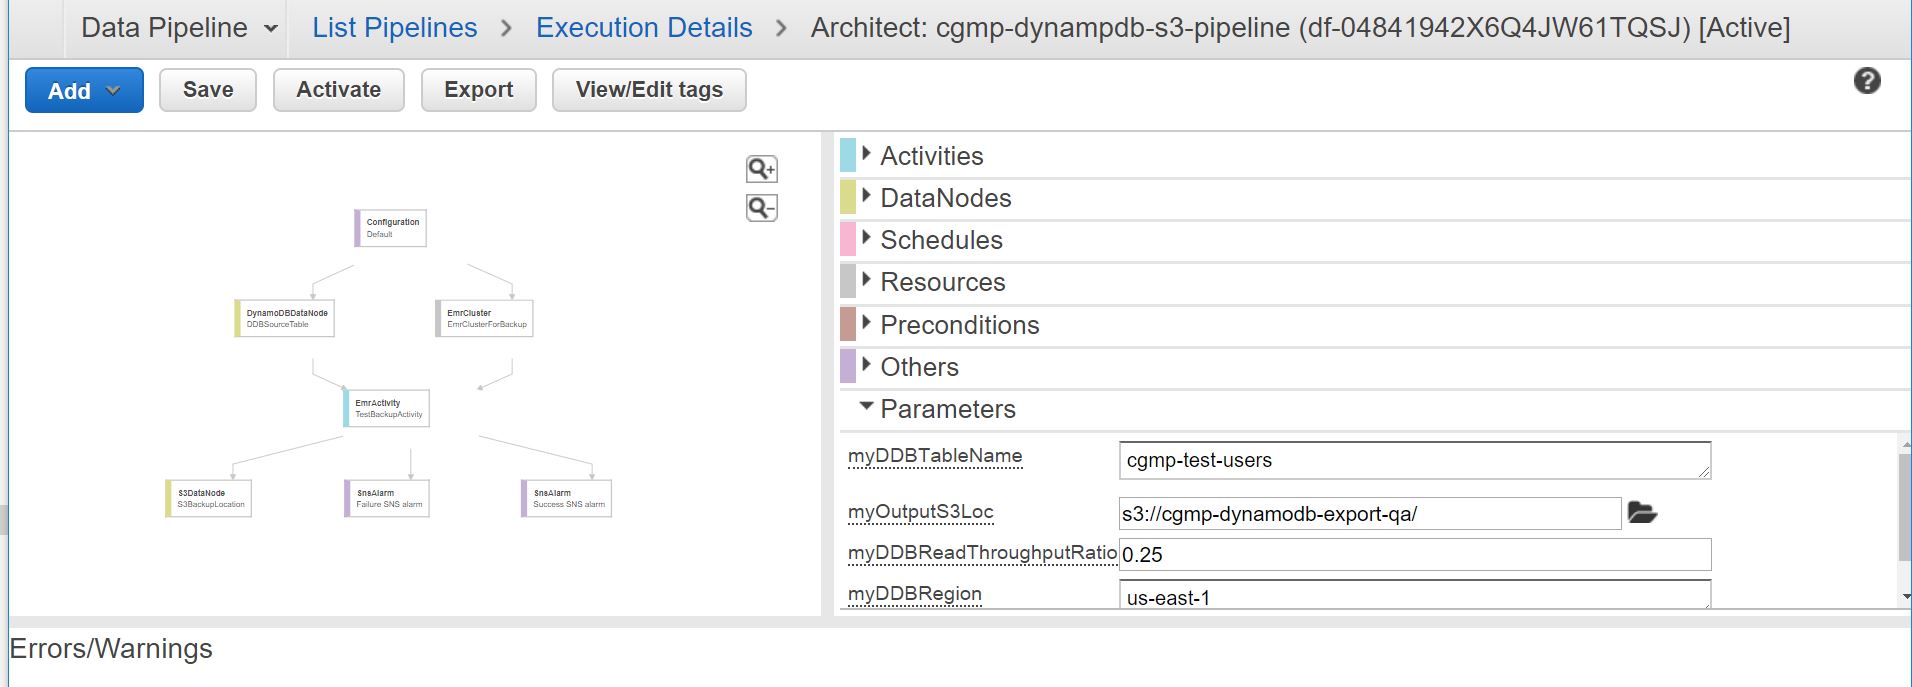 Data Pipeline List Pipelines Execution Details Architect: cgmp-dynampdb-s3-pipeline (df-04841942X6Q4JW61TQSJ) [Active]
Add Save Activate Export View/Edit tags
Configuration
Default
DynamoDBDataNode
DDBSourceTable
EmrCluster
EmrClusterForBackup
EmrActivity
TestBackupActivity
S3DataNode
S3BackupLocation
SnsAlarm
Failure SNS alarm
SnsAlarm
Success SNS alarm
Activities
DataNodes
Schedules
Resources
Preconditions
Others
Parameters
myDDBTableName cgmp-test-users
myOutputS3Loc s3://cgmp-dynamodb-export-qa/
myDDBReadThroughputRatio 0.25
myDDBRegion us-east-1
Errors/Warnings